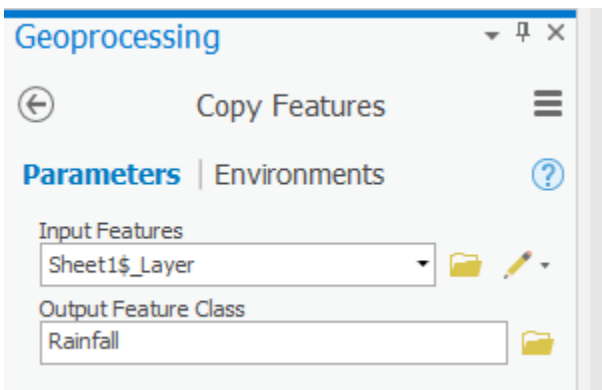 Geoprocessing
Copy Features
Parameters | Environments
Input Features
Sheet1$_Layer
Output Feature Class
Rainfall